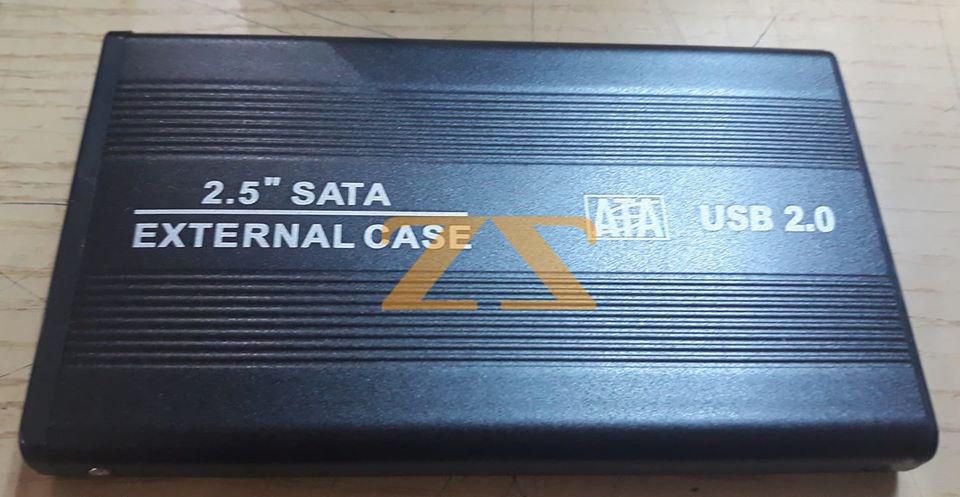 2.5" SATA
EXTERNAL CASE
ATA
USB 2.0